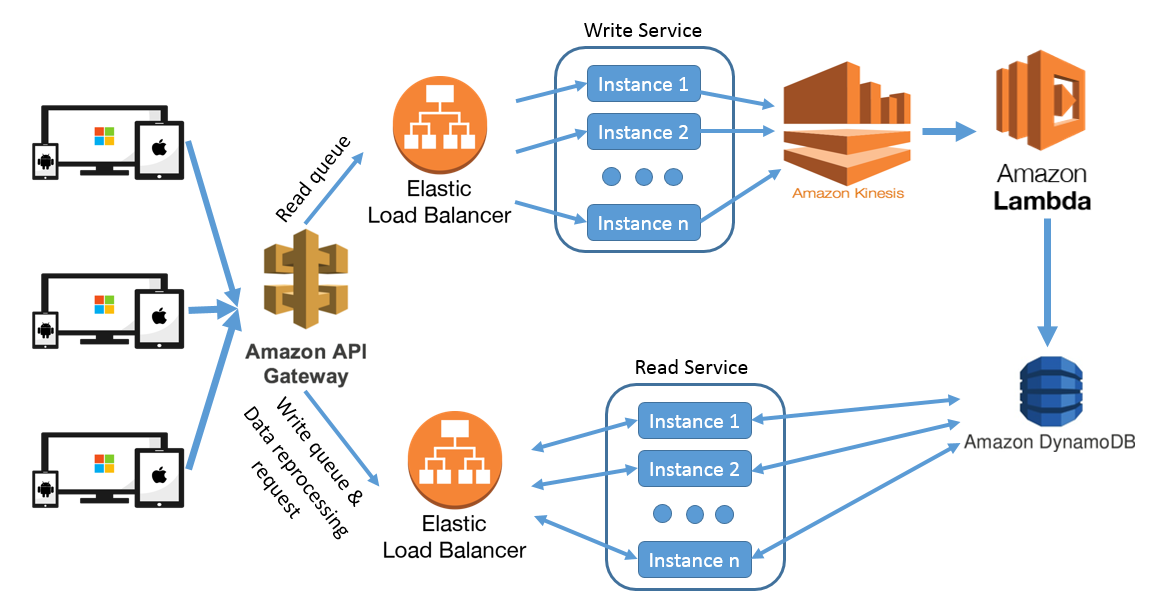 Write Service
Instance 1
Instance 2
Instance n
Elastic
Load Balancer
Read queue
Amazon Kinesis
Amazon
Lambda
Amazon API
Gateway
Write queue &
Data reprocessing
request
Read Service
Instance 1
Instance 2
Instance n
Elastic
Load Balancer
Amazon DynamoDB